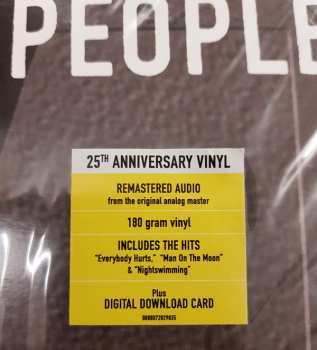 PEOPLE
25TH ANNIVERSARY VINYL
REMASTERED AUDIO
from the original analog master
180 gram vinyl
INCLUDES THE HITS
"Everybody Hurts," "Man On The Moon"
& "Nightswimming"
Plus
DIGITAL DOWNLOAD CARD